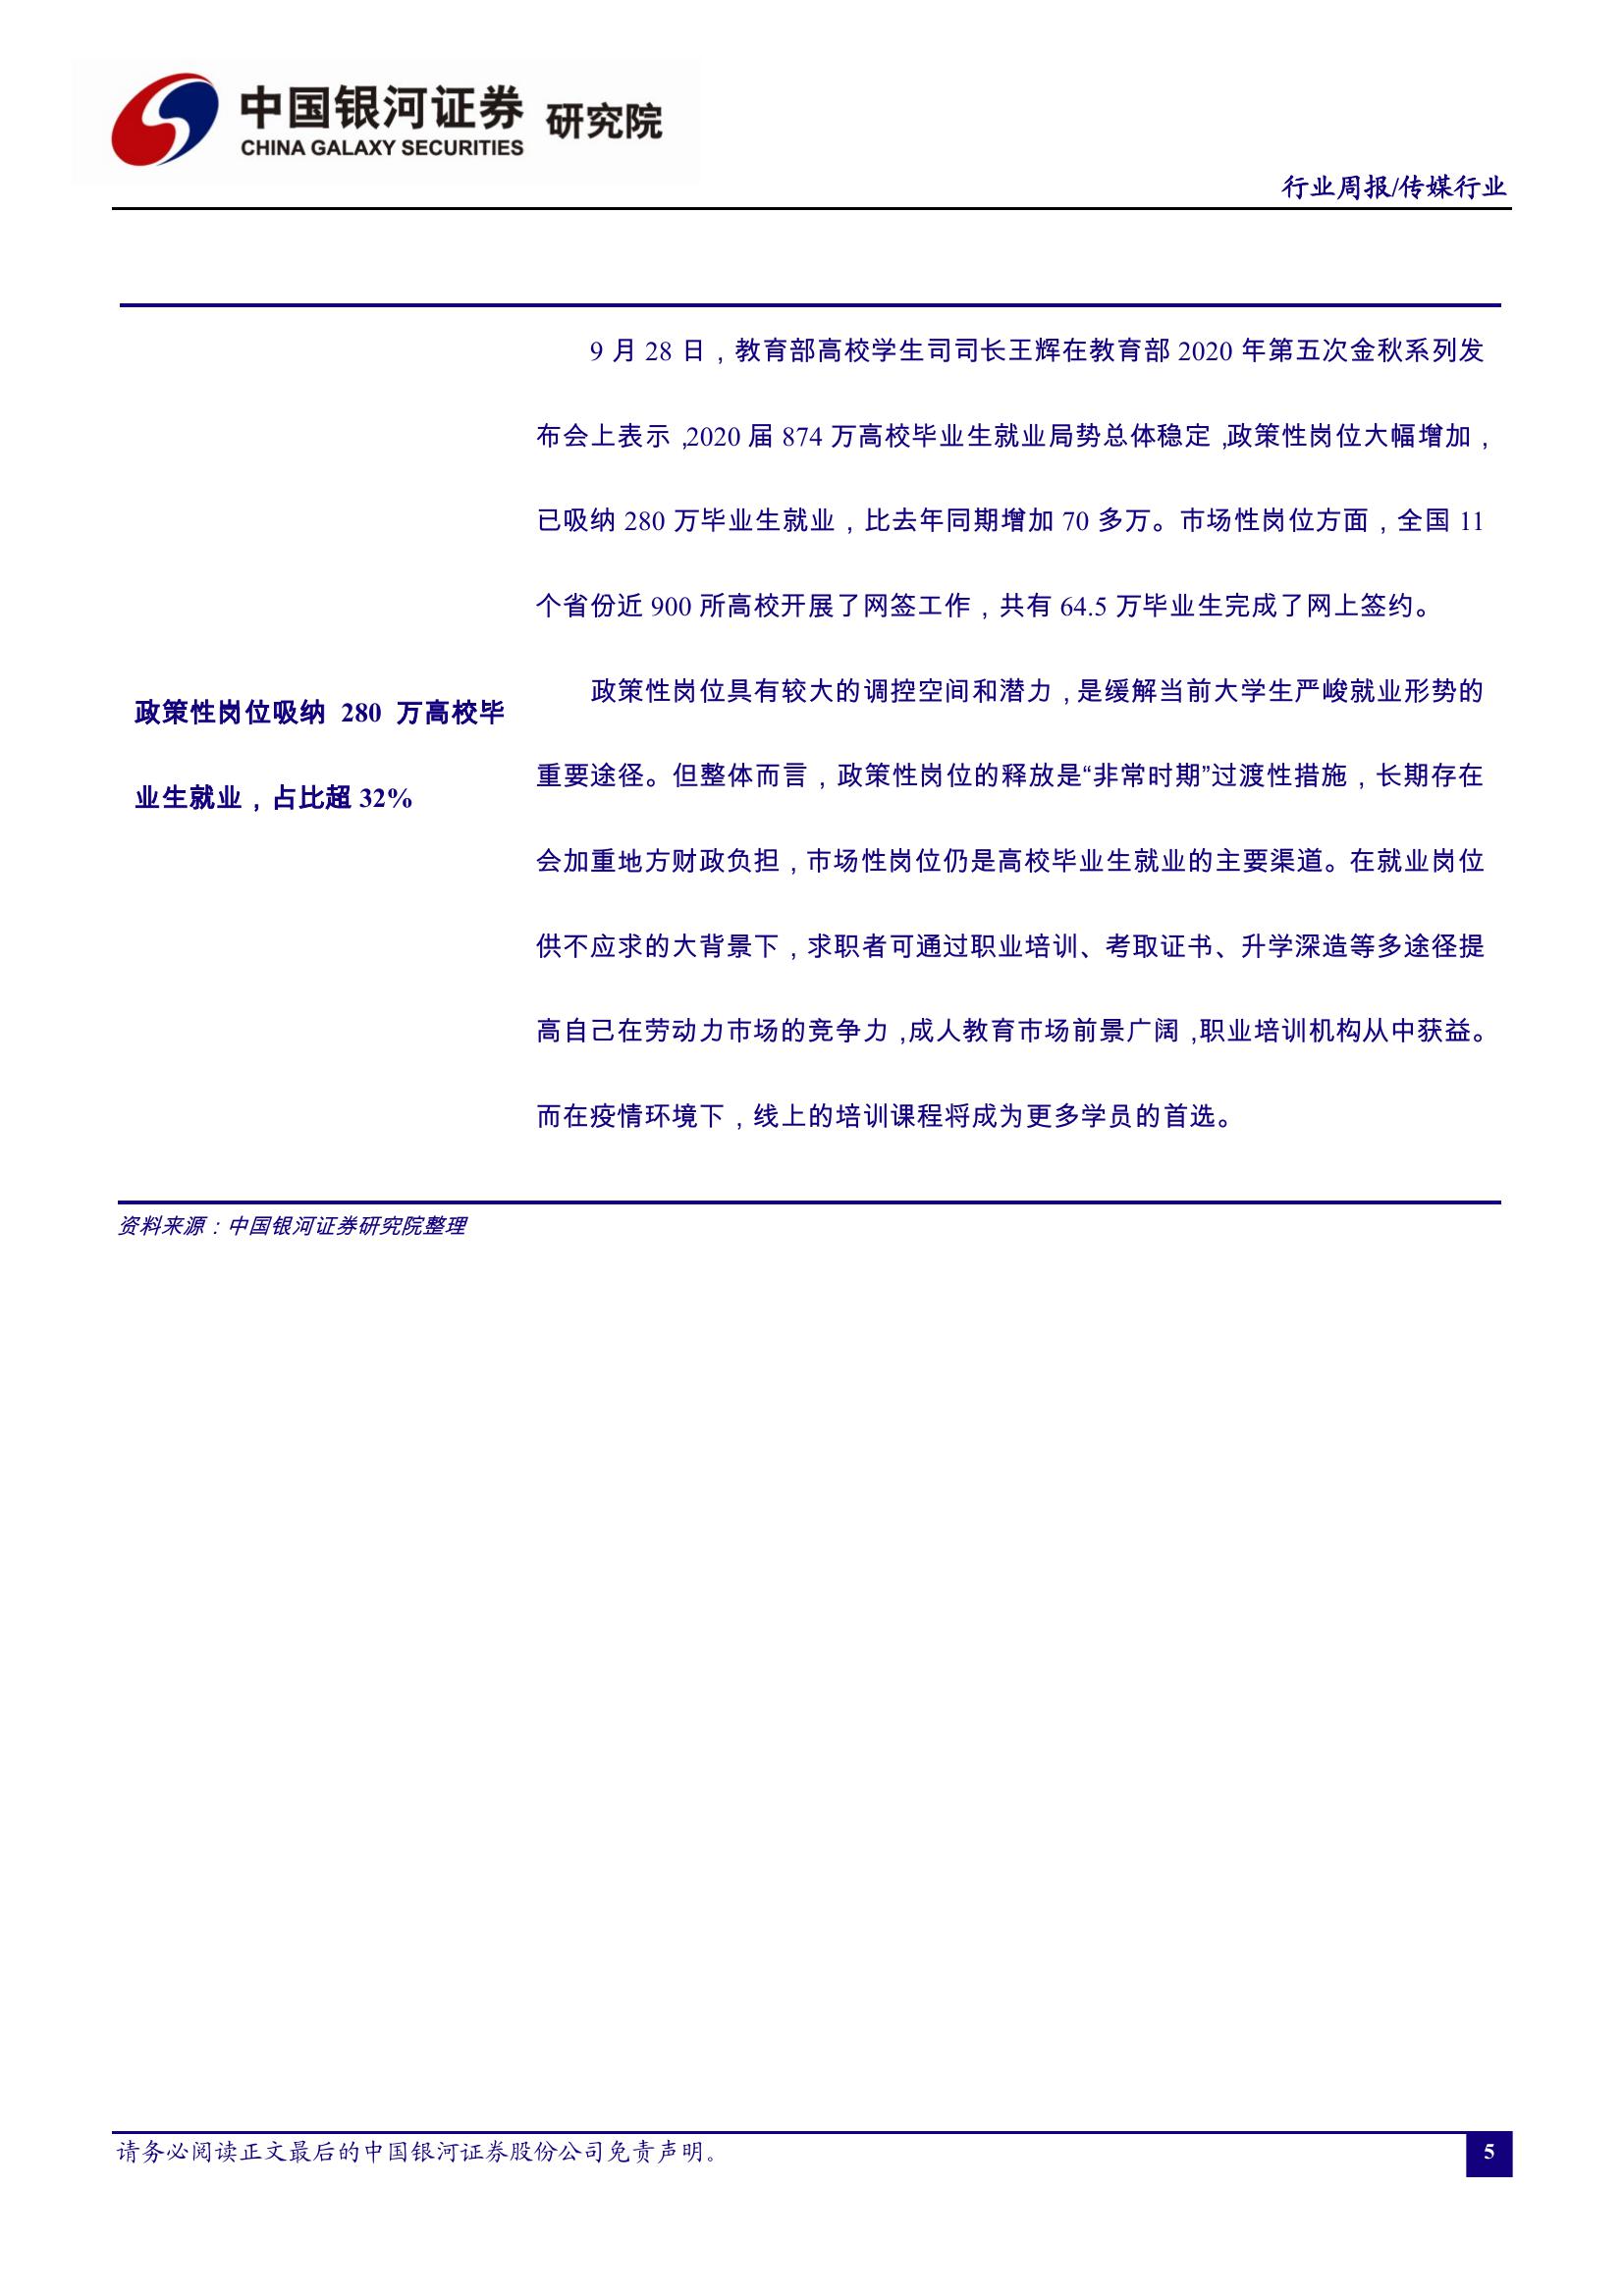 中国银河证券 研究院
CHINA GALAXY SECURITIES
行业周报/传媒行业
政策性岗位吸纳 280 万高校毕
业生就业，占比超 32%
9 月 28 日，教育部高校学生司司长王辉在教育部 2020 年第五次金秋系列发
布会上表示，2020 届 874 万高校毕业生就业局势总体稳定，政策性岗位大幅增加，
已吸纳 280 万毕业生就业，比去年同期增加 70 多万。市场性岗位方面，全国 11
个省份近 900 所高校开展了网签工作，共有 64.5 万毕业生完成了网上签约。
政策性岗位具有较大的调控空间和潜力，是缓解当前大学生严峻就业形势的
重要途径。但整体而言，政策性岗位的释放是“非常时期”过渡性措施，长期存在
会加重地方财政负担，市场性岗位仍是高校毕业生就业的主要渠道。在就业岗位
供不应求的大背景下，求职者可通过职业培训、考取证书、升学深造等多途径提
高自己在劳动力市场的竞争力，成人教育市场前景广阔，职业培训机构从中获益。
而在疫情环境下，线上的培训课程将成为更多学员的首选。
资料来源：中国银河证券研究院整理
请务必阅读正文最后的中国银河证券股份公司免责声明。
5